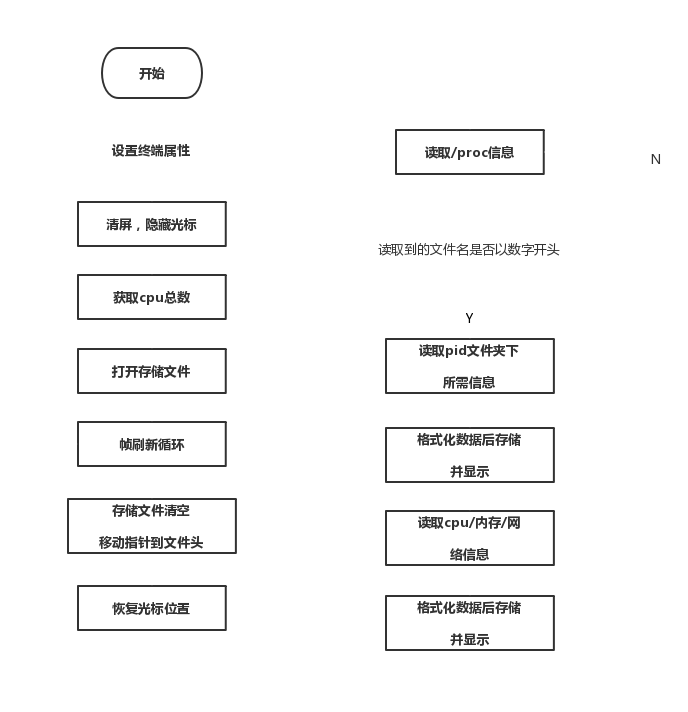 开始
设置终端属性
清屏，隐藏光标
获取cpu总数
打开存储文件
帧刷新循环
存储文件清空
移动指针到文件头
恢复光标位置
读取/proc信息
N
读取到的文件名是否以数字开头
Y
读取pid文件夹下
所需信息
格式化数据后存储
并显示
读取cpu/内存/网
络信息
格式化数据后存储
并显示